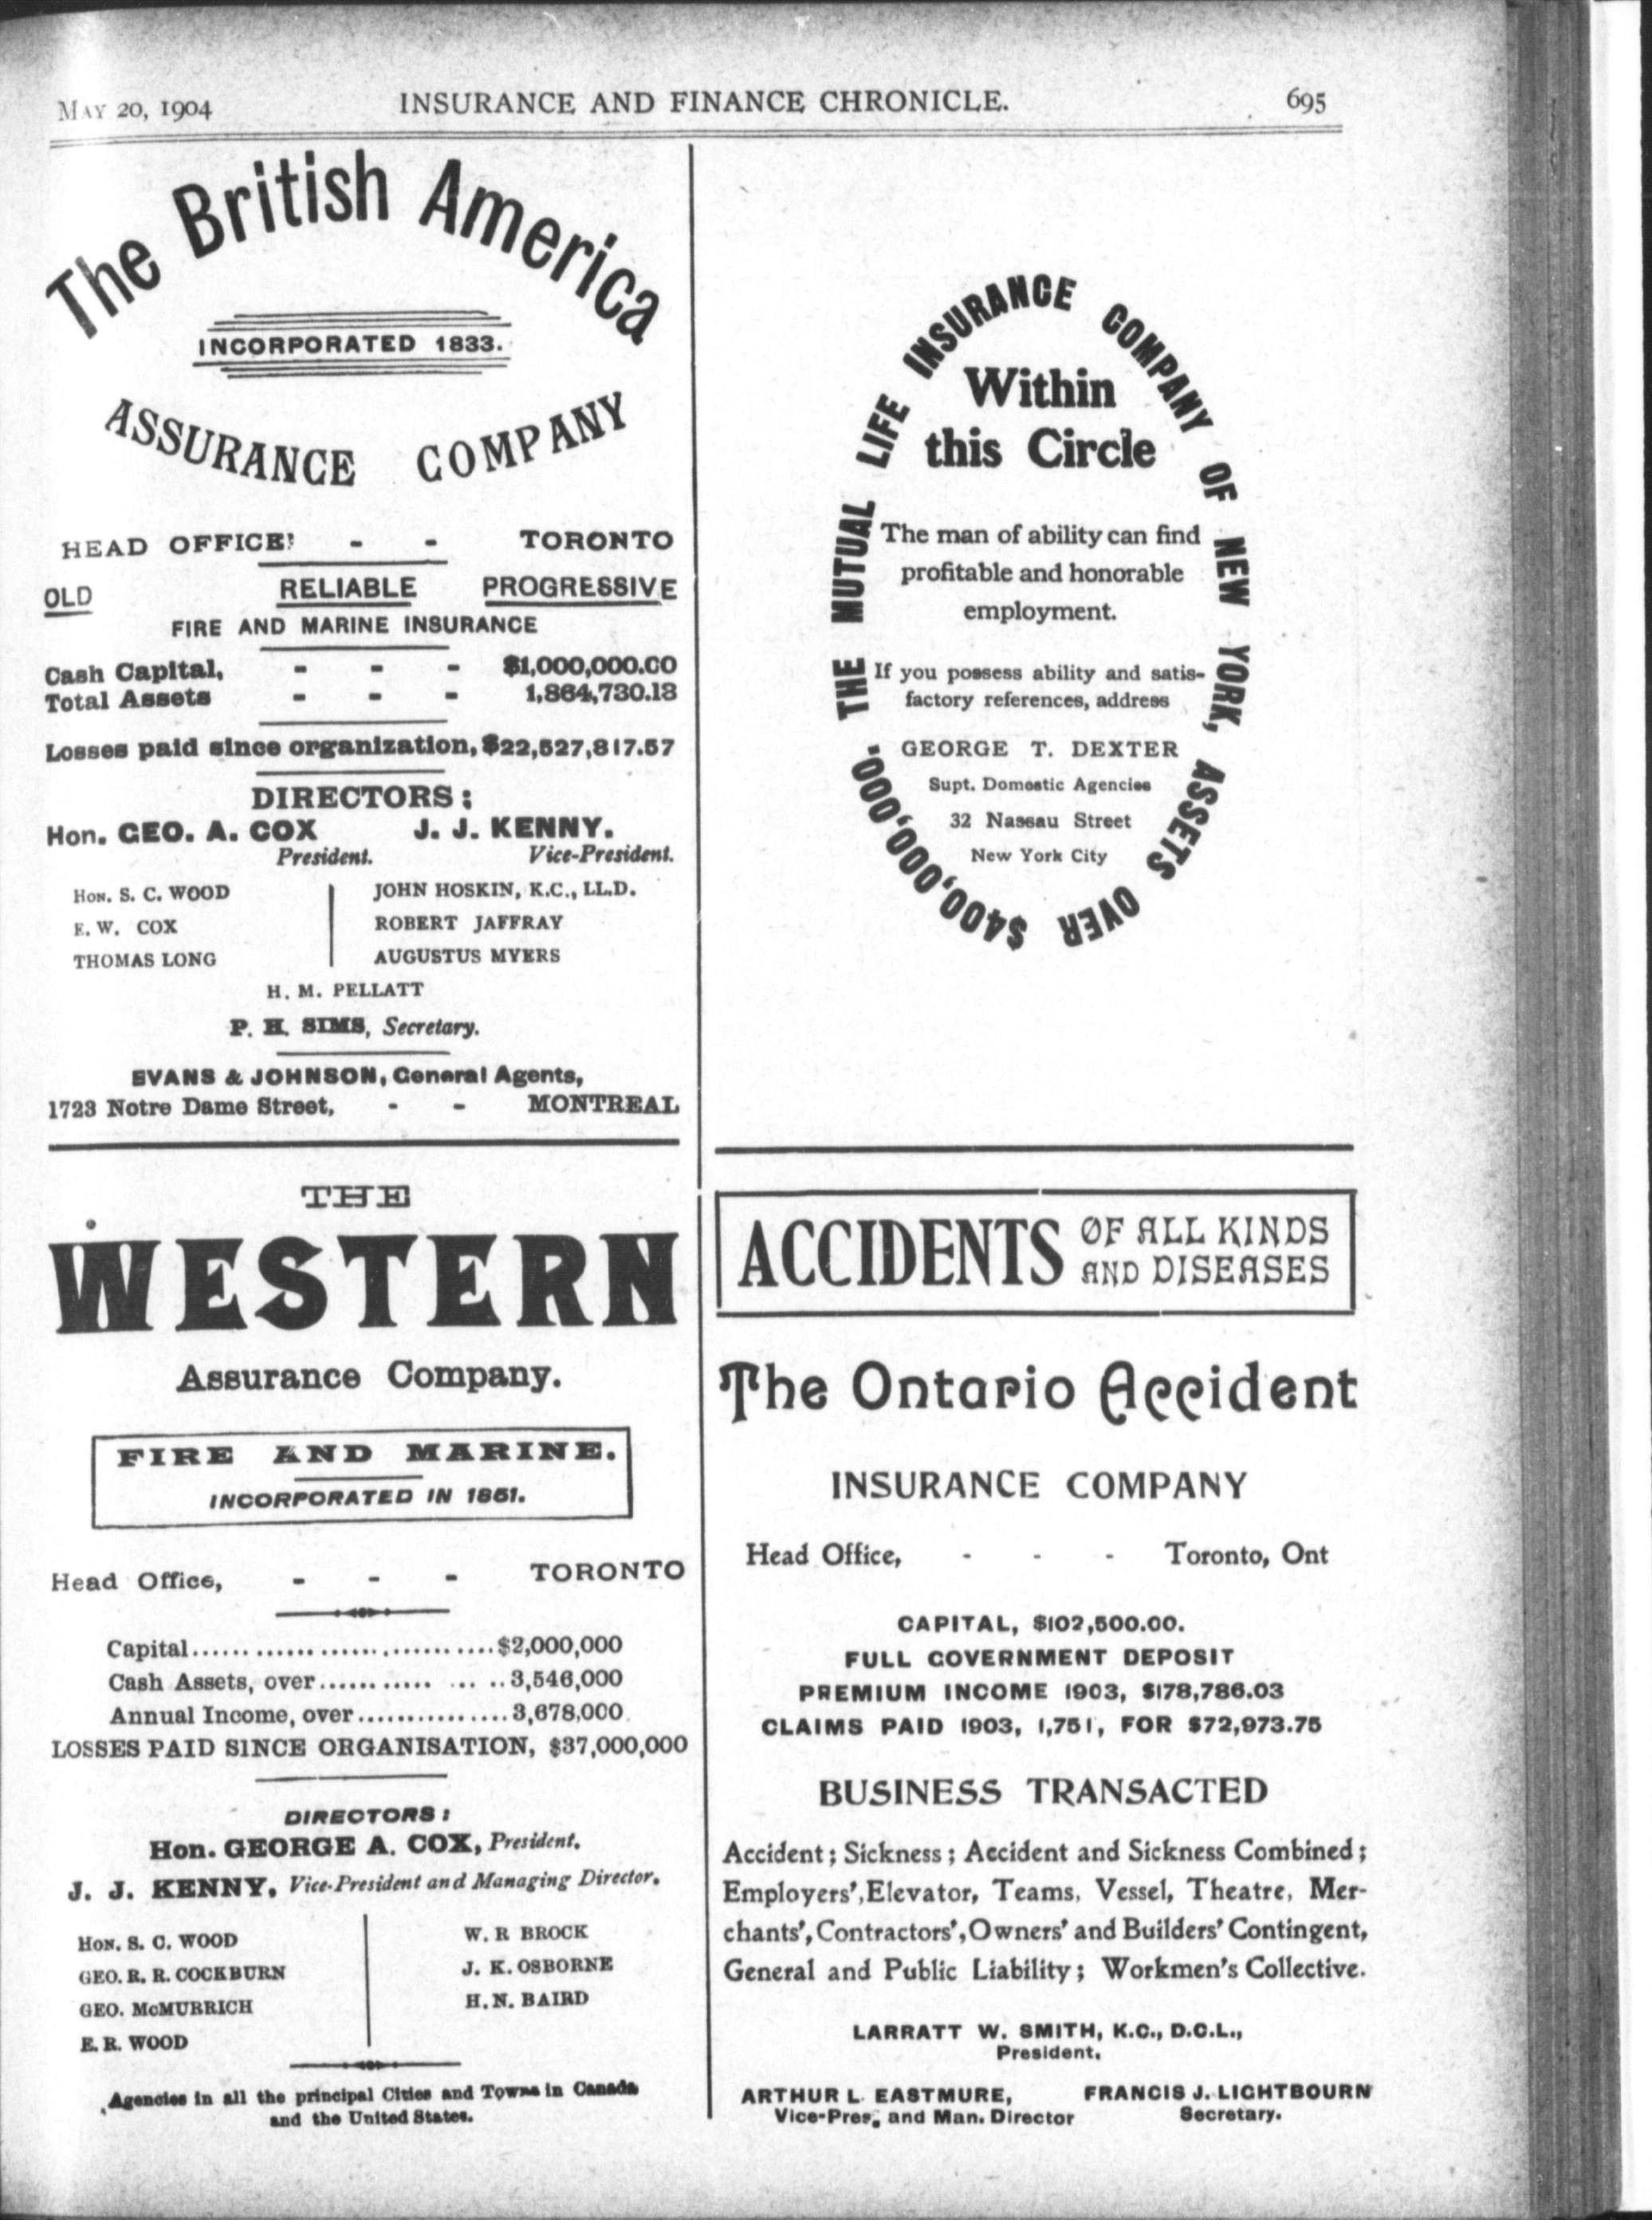 MAY 20, 1904 INSURANCE AND FINANCE CHRONICLE. 695
The British America
INCORPORATED 1833.
ASSURANCE COMPANY
HEAD OFFICE: - - TORONTO
OLD RELIABLE PROGRESSIVE
FIRE AND MARINE INSURANCE
Cash Capital, - - - $1,000,000.00
Total Assets - - - 1,864,730.13
Losses paid since organization, $22,527,817.57
DIRECTORS:
Hon. GEO. A. COX J. J. KENNY.
President. Vice-President.
HON. S. C. WOOD JOHN HOSKIN, K.C., LL.D.
E. W. COX ROBERT JAFFRAY
THOMAS LONG AUGUSTUS MYERS
H. M. PELLATT
P. H. SIMS, Secretary.
EVANS & JOHNSON, General Agents,
1723 Notre Dame Street, - - MONTREAL
THE
WESTERN
Assurance Company.
FIRE AND MARINE.
INCORPORATED IN 1851.
Head Office, - - - TORONTO
Capital.................................$2,000,000
Cash Assets, over........... ... ..3,546,000
Annual Income, over...............3,678,000
LOSSES PAID SINCE ORGANISATION, $37,000,000
DIRECTORS:
Hon. GEORGE A. COX, President.
J. J. KENNY, Vice-President and Managing Director.
HON. S. C. WOOD W. R BROCK
GEO. R. R. COCKBURN J. K. OSBORNE
GEO. McMURRICH H. N. BAIRD
E. R. WOOD
Agencies in all the principal Cities and Towns in Canada
and the United States.
THE MUTUAL LIFE INSURANCE COMPANY OF NEW YORK, ASSETS OVER $400,000,000.
Within
this Circle
The man of ability can find
profitable and honorable
employment.
If you possess ability and satis-
factory references, address
GEORGE T. DEXTER
Supt. Domestic Agencies
32 Nassau Street
New York City
ACCIDENTS OF ALL KINDS
AND DISEASES
The Ontario Accident
INSURANCE COMPANY
Head Office, - - - Toronto, Ont
CAPITAL, $102,500.00.
FULL GOVERNMENT DEPOSIT
PREMIUM INCOME 1903, $178,786.03
CLAIMS PAID 1903, 1,751, FOR $72,973.75
BUSINESS TRANSACTED
Accident; Sickness; Accident and Sickness Combined;
Employers', Elevator, Teams, Vessel, Theatre, Mer-
chants', Contractors', Owners' and Builders' Contingent,
General and Public Liability; Workmen's Collective.
LARRATT W. SMITH, K.C., D.C.L.,
President.
ARTHUR L. EASTMURE, FRANCIS J. LIGHTBOURN
Vice-Pres, and Man. Director Secretary.